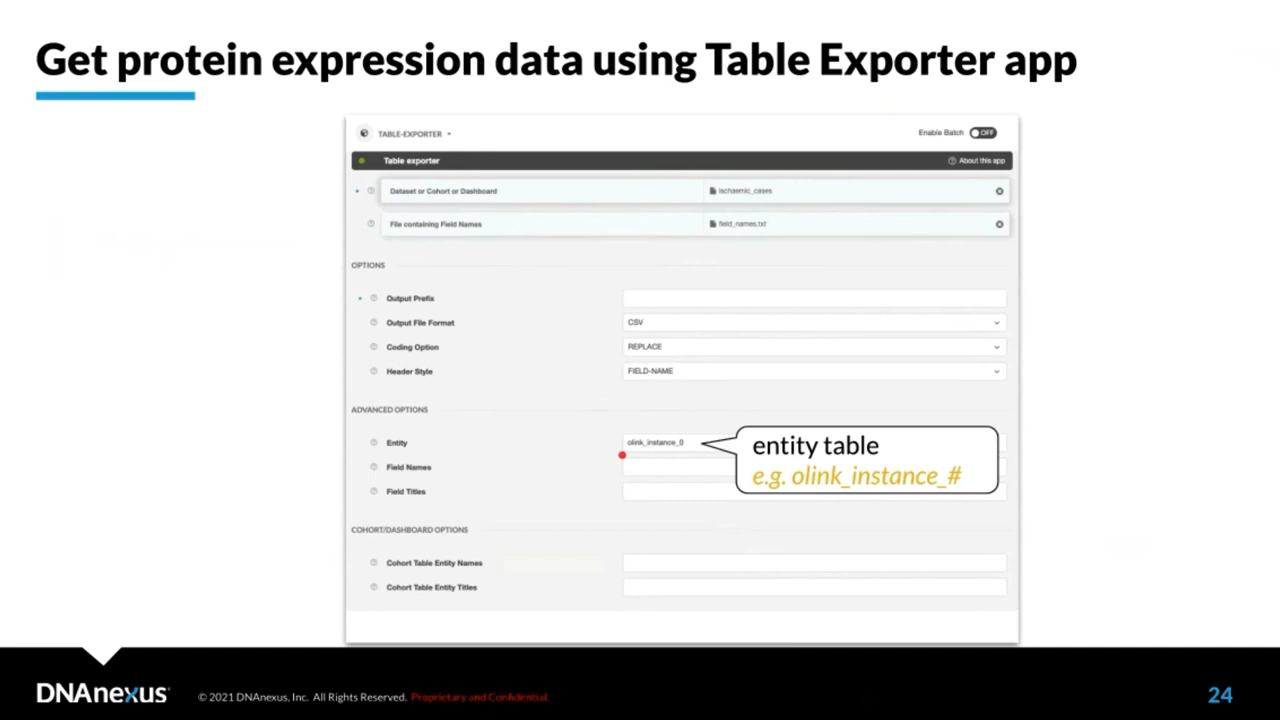 Get protein expression data using Table Exporter app
TABLE-EXPORTER
Enable Batch OFF
Table exporter
About this app
Dataset or Cohort or Dashboard
ischaemic_cases
File containing Field Names
field_names.txt
OPTIONS
Output Prefix
Output File Format
CSV
Coding Option
REPLACE
Header Style
FIELD-NAME
ADVANCED OPTIONS
Entity
olink_instance_0
entity table
e.g. olink_instance_#
Field Names
Field Titles
COHORT/DASHBOARD OPTIONS
Cohort Table Entity Names
Cohort Table Entity Titles
DNAnexus
© 2021 DNAnexus, Inc. All Rights Reserved. Proprietary and Confidential.
24